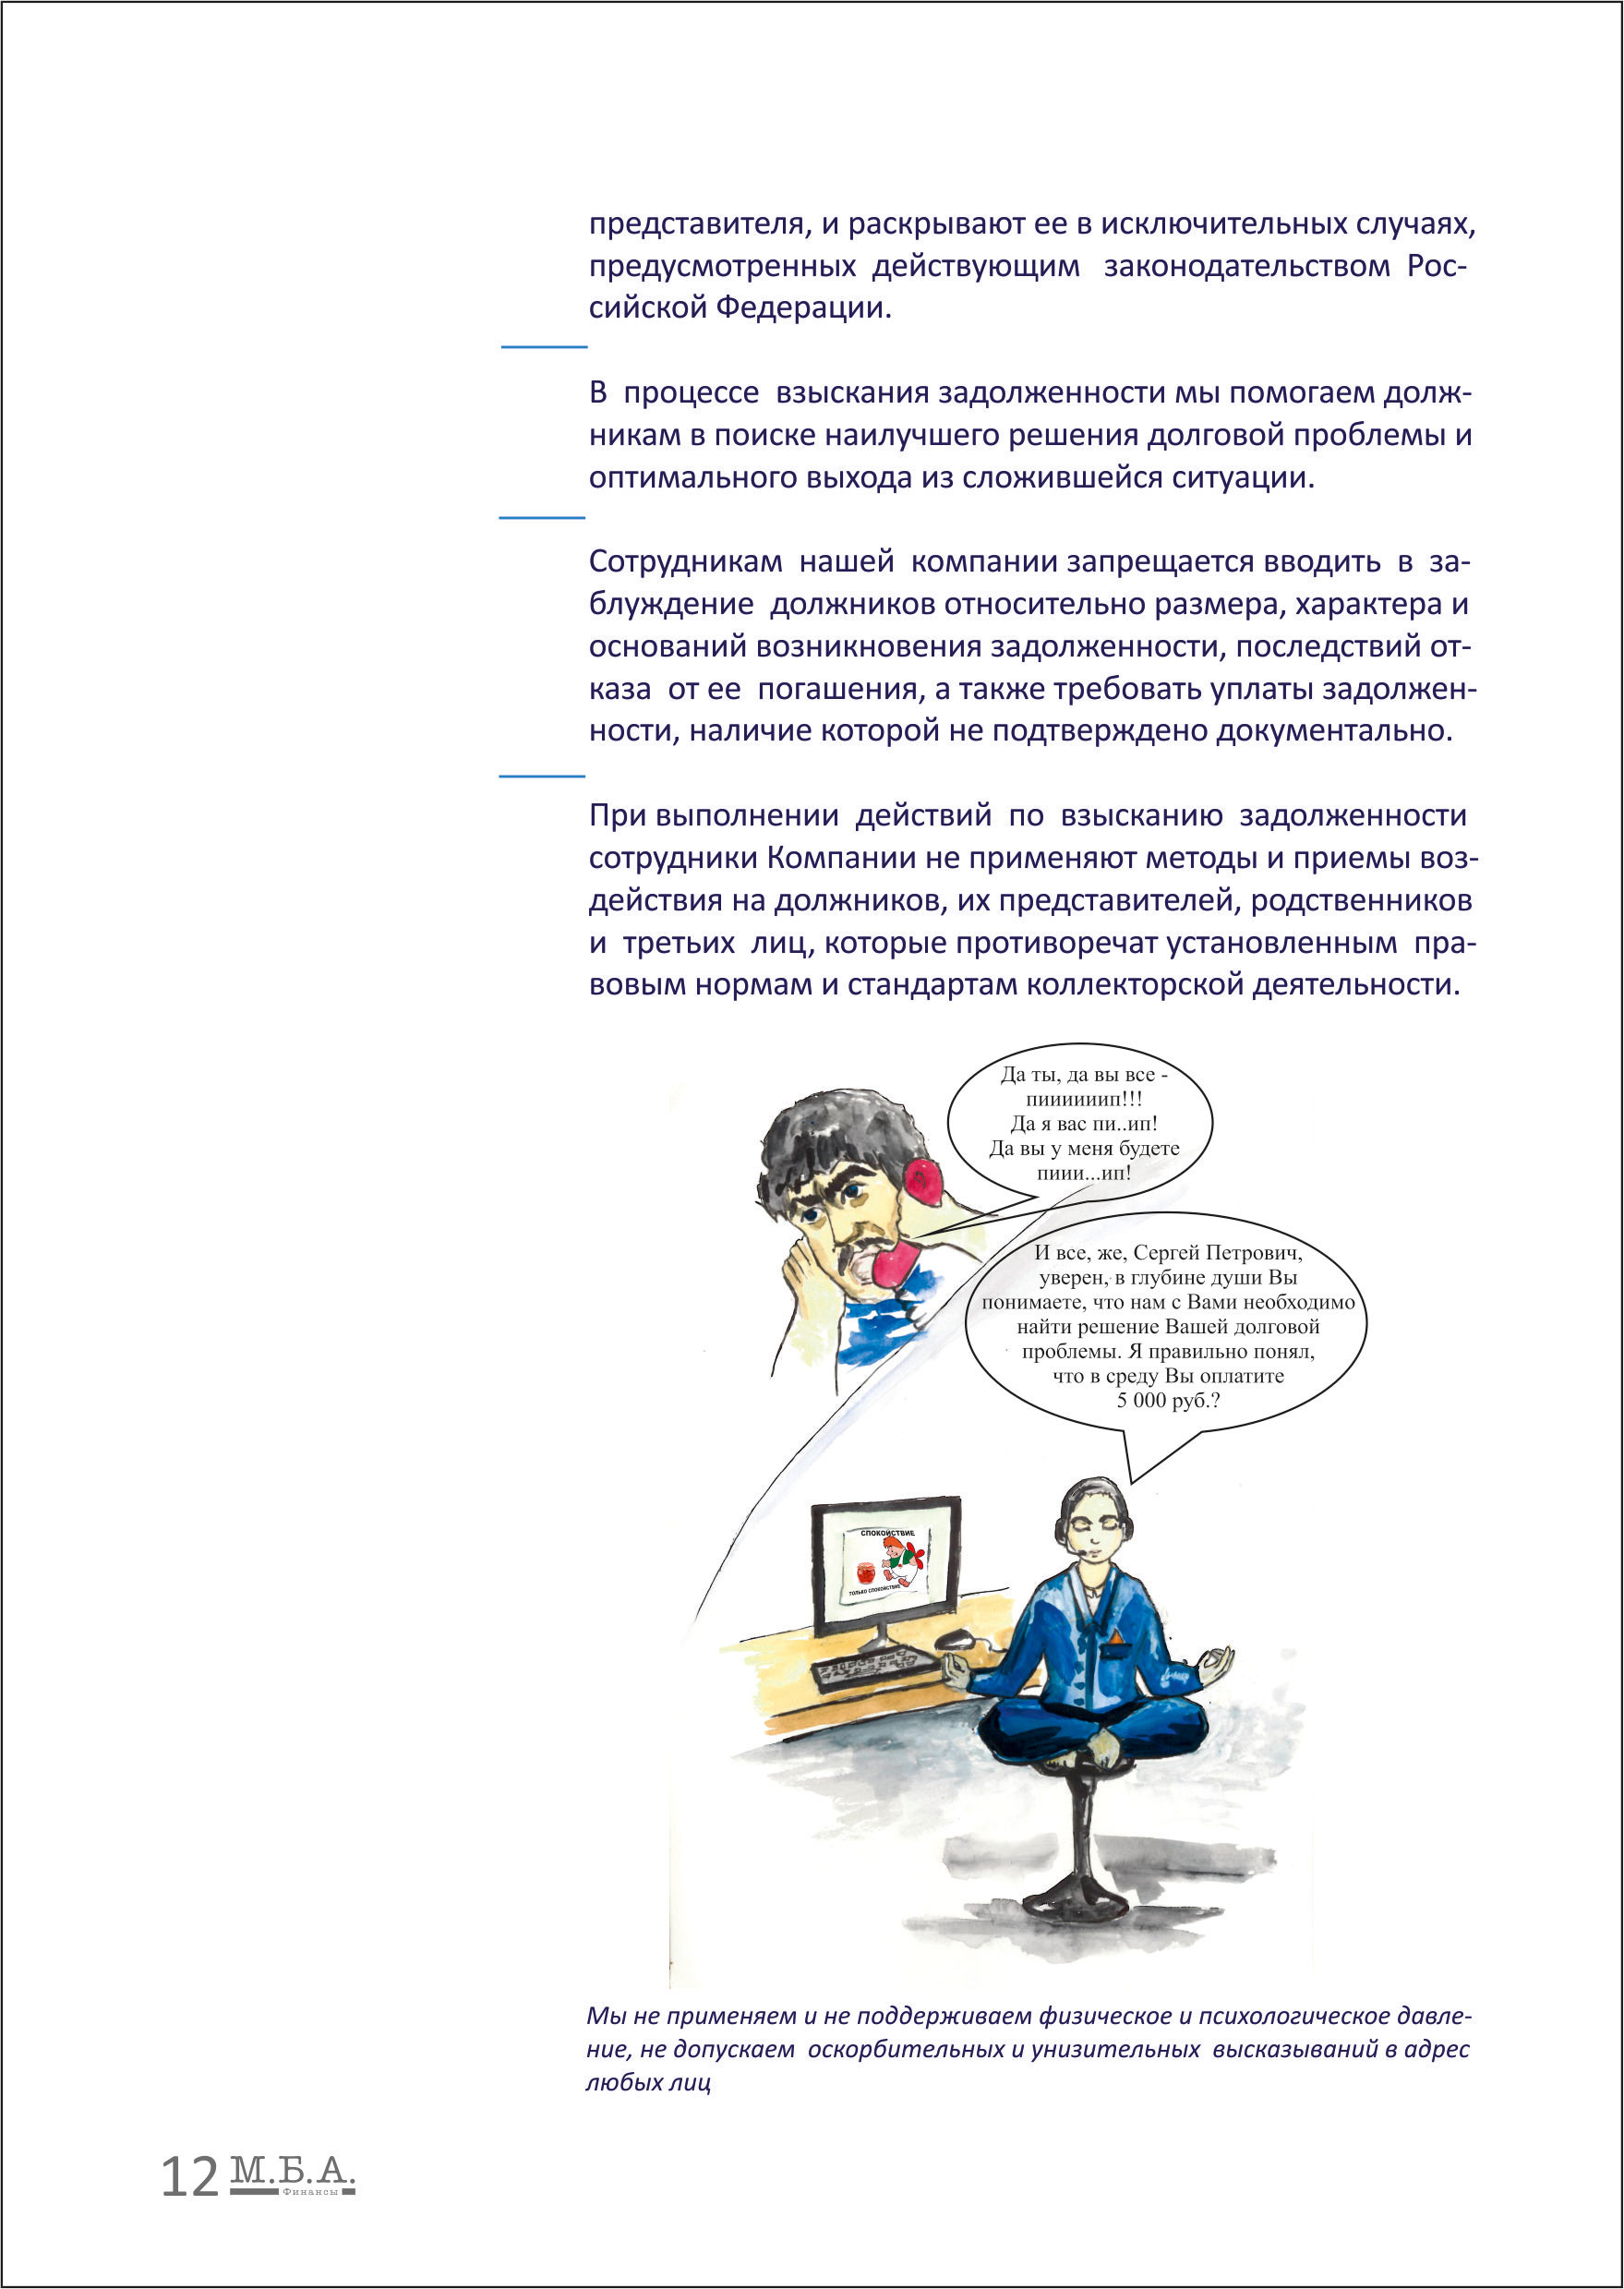 представителя, и раскрывают ее в исключительных случаях,
предусмотренных действующим законодательством Рос-
сийской Федерации.
В процессе взыскания задолженности мы помогаем долж-
никам в поиске наилучшего решения долговой проблемы и
оптимального выхода из сложившейся ситуации.
Сотрудникам нашей компании запрещается вводить в за-
блуждение должников относительно размера, характера и
оснований возникновения задолженности, последствий от-
каза от ее погашения, а также требовать уплаты задолжен-
ности, наличие которой не подтверждено документально.
При выполнении действий по взысканию задолженности
сотрудники Компании не применяют методы и приемы воз-
действия на должников, их представителей, родственников
и третьих лиц, которые противоречат установленным пра-
вовым нормам и стандартам коллекторской деятельности.
Да ты, да вы все -
пиииииип!!!
Да я вас пи..ип!
Да вы у меня будете
пиии...ип!
И все, же, Сергей Петрович,
уверен, в глубине души Вы
понимаете, что нам с Вами необходимо
найти решение Вашей долговой
проблемы. Я правильно понял,
что в среду Вы оплатите
5 000 руб.?
СПОКОЙСТВИЕ
ТОЛЬКО СПОКОЙСТВИЕ
Мы не применяем и не поддерживаем физическое и психологическое давле-
ние, не допускаем оскорбительных и унизительных высказываний в адрес
любых лиц
12 М.Б.А.
Финансы